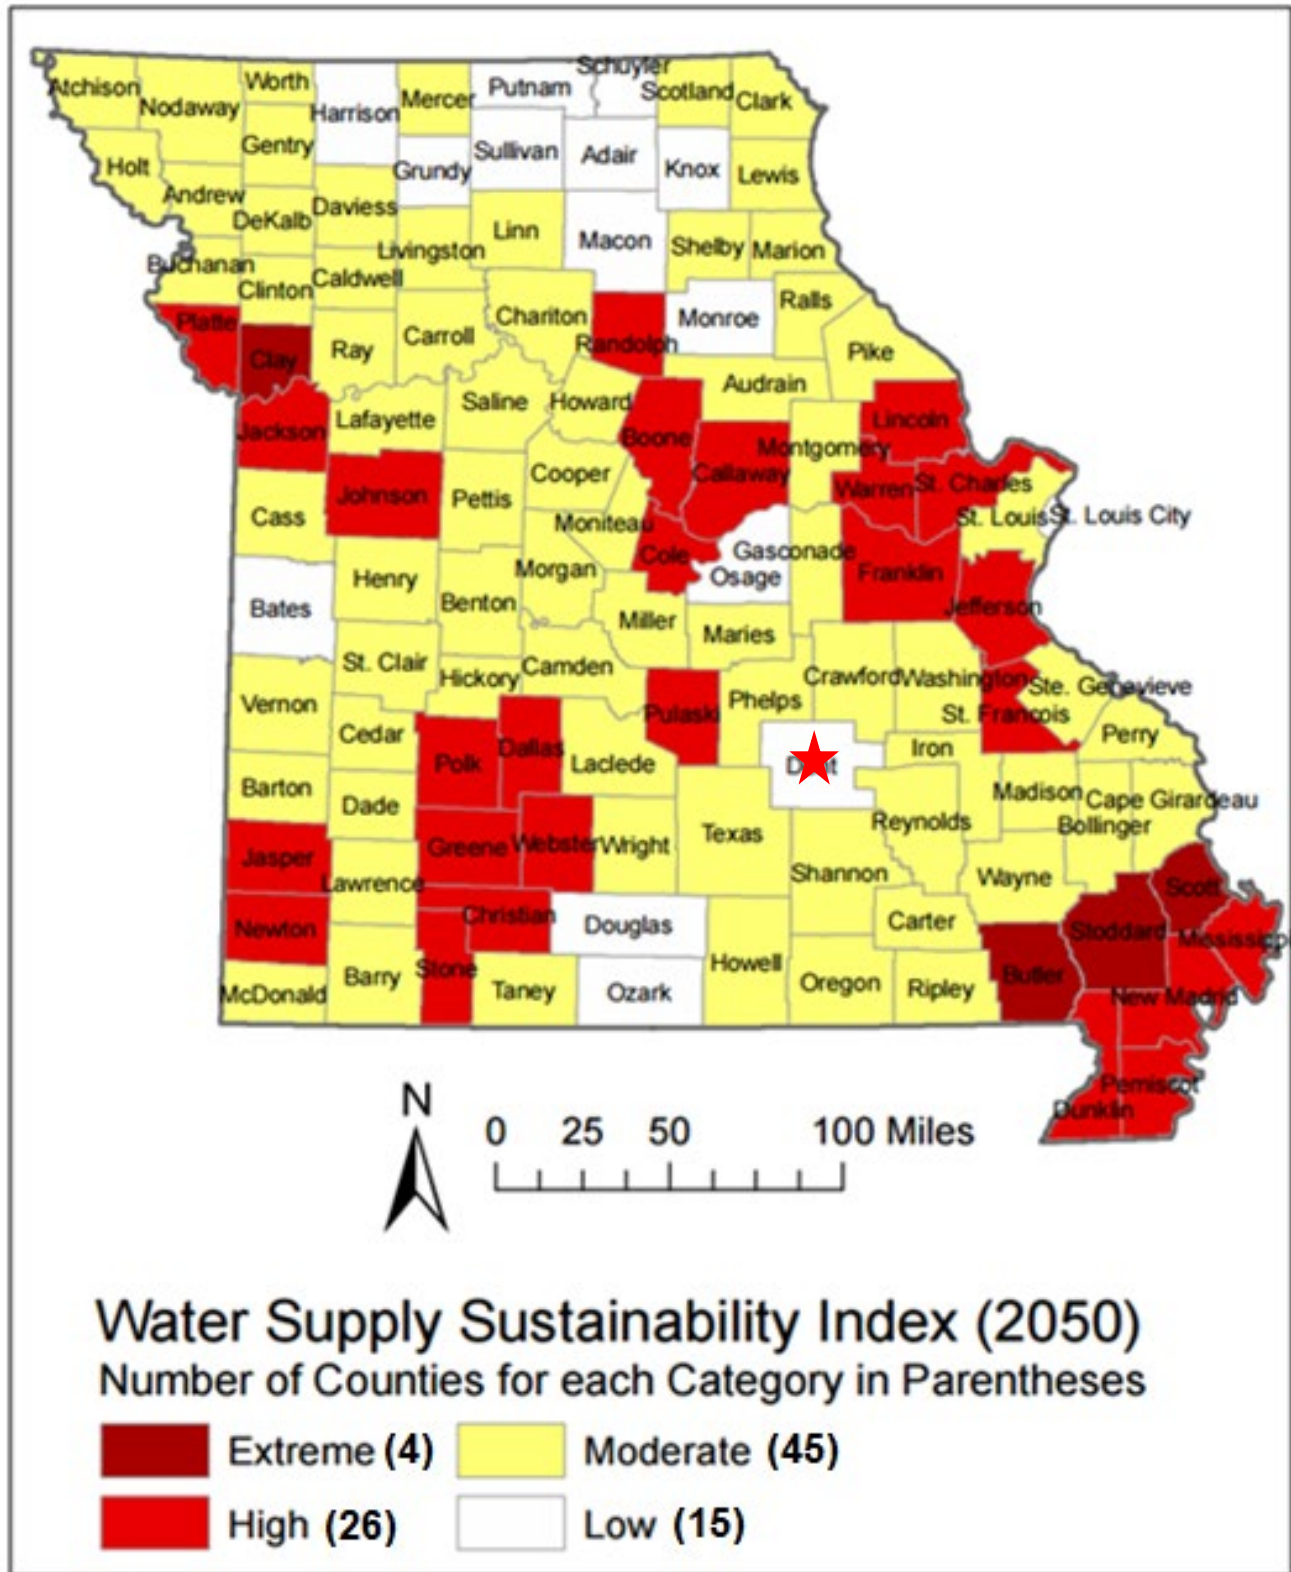 Schuyler
Atchison
Worth
Putnam
Nodaway
Harrison
Mercer
Scotland
Clark
Gentry
Holt
Grundy
Sullivan
Adair
Knox
Lewis
Andrew
DeKalb
Daviess
Linn
Macon
Shelby
Marion
Livingston
Buchanan
Clinton
Caldwell
Chariton
Ralls
Platte
Monroe
Randolph
Clay
Ray
Carroll
Pike
Audrain
Saline
Howard
Lafayette
Lincoln
Jackson
Boone
Montgomery
Cooper
Callaway
Johnson
Pettis
Warren
St. Charles
Cass
Moniteau
St. Louis
St. Louis City
Cole
Gasconade
Morgan
Osage
Franklin
Henry
Benton
Bates
Jefferson
Miller
Maries
St. Clair
Camden
Hickory
Crawford
Washington
Ste. Genevieve
Vernon
Phelps
Pulaski
St. Francois
Cedar
Perry
Dallas
Iron
Polk
Laclede
Barton
Dade
Madison
Cape Girardeau
Reynolds
Bollinger
Texas
Jasper
Greene
Webster
Wright
Shannon
Wayne
Lawrence
Scott
Christian
Douglas
Carter
Newton
Stoddard
Mississippi
Howell
Stone
Barry
Butler
McDonald
Taney
Ozark
Oregon
Ripley
New Madrid
Pemiscot
Dunklin
N
0 25 50 100 Miles
Water Supply Sustainability Index (2050)
Number of Counties for each Category in Parentheses
Extreme (4) Moderate (45)
High (26) Low (15)